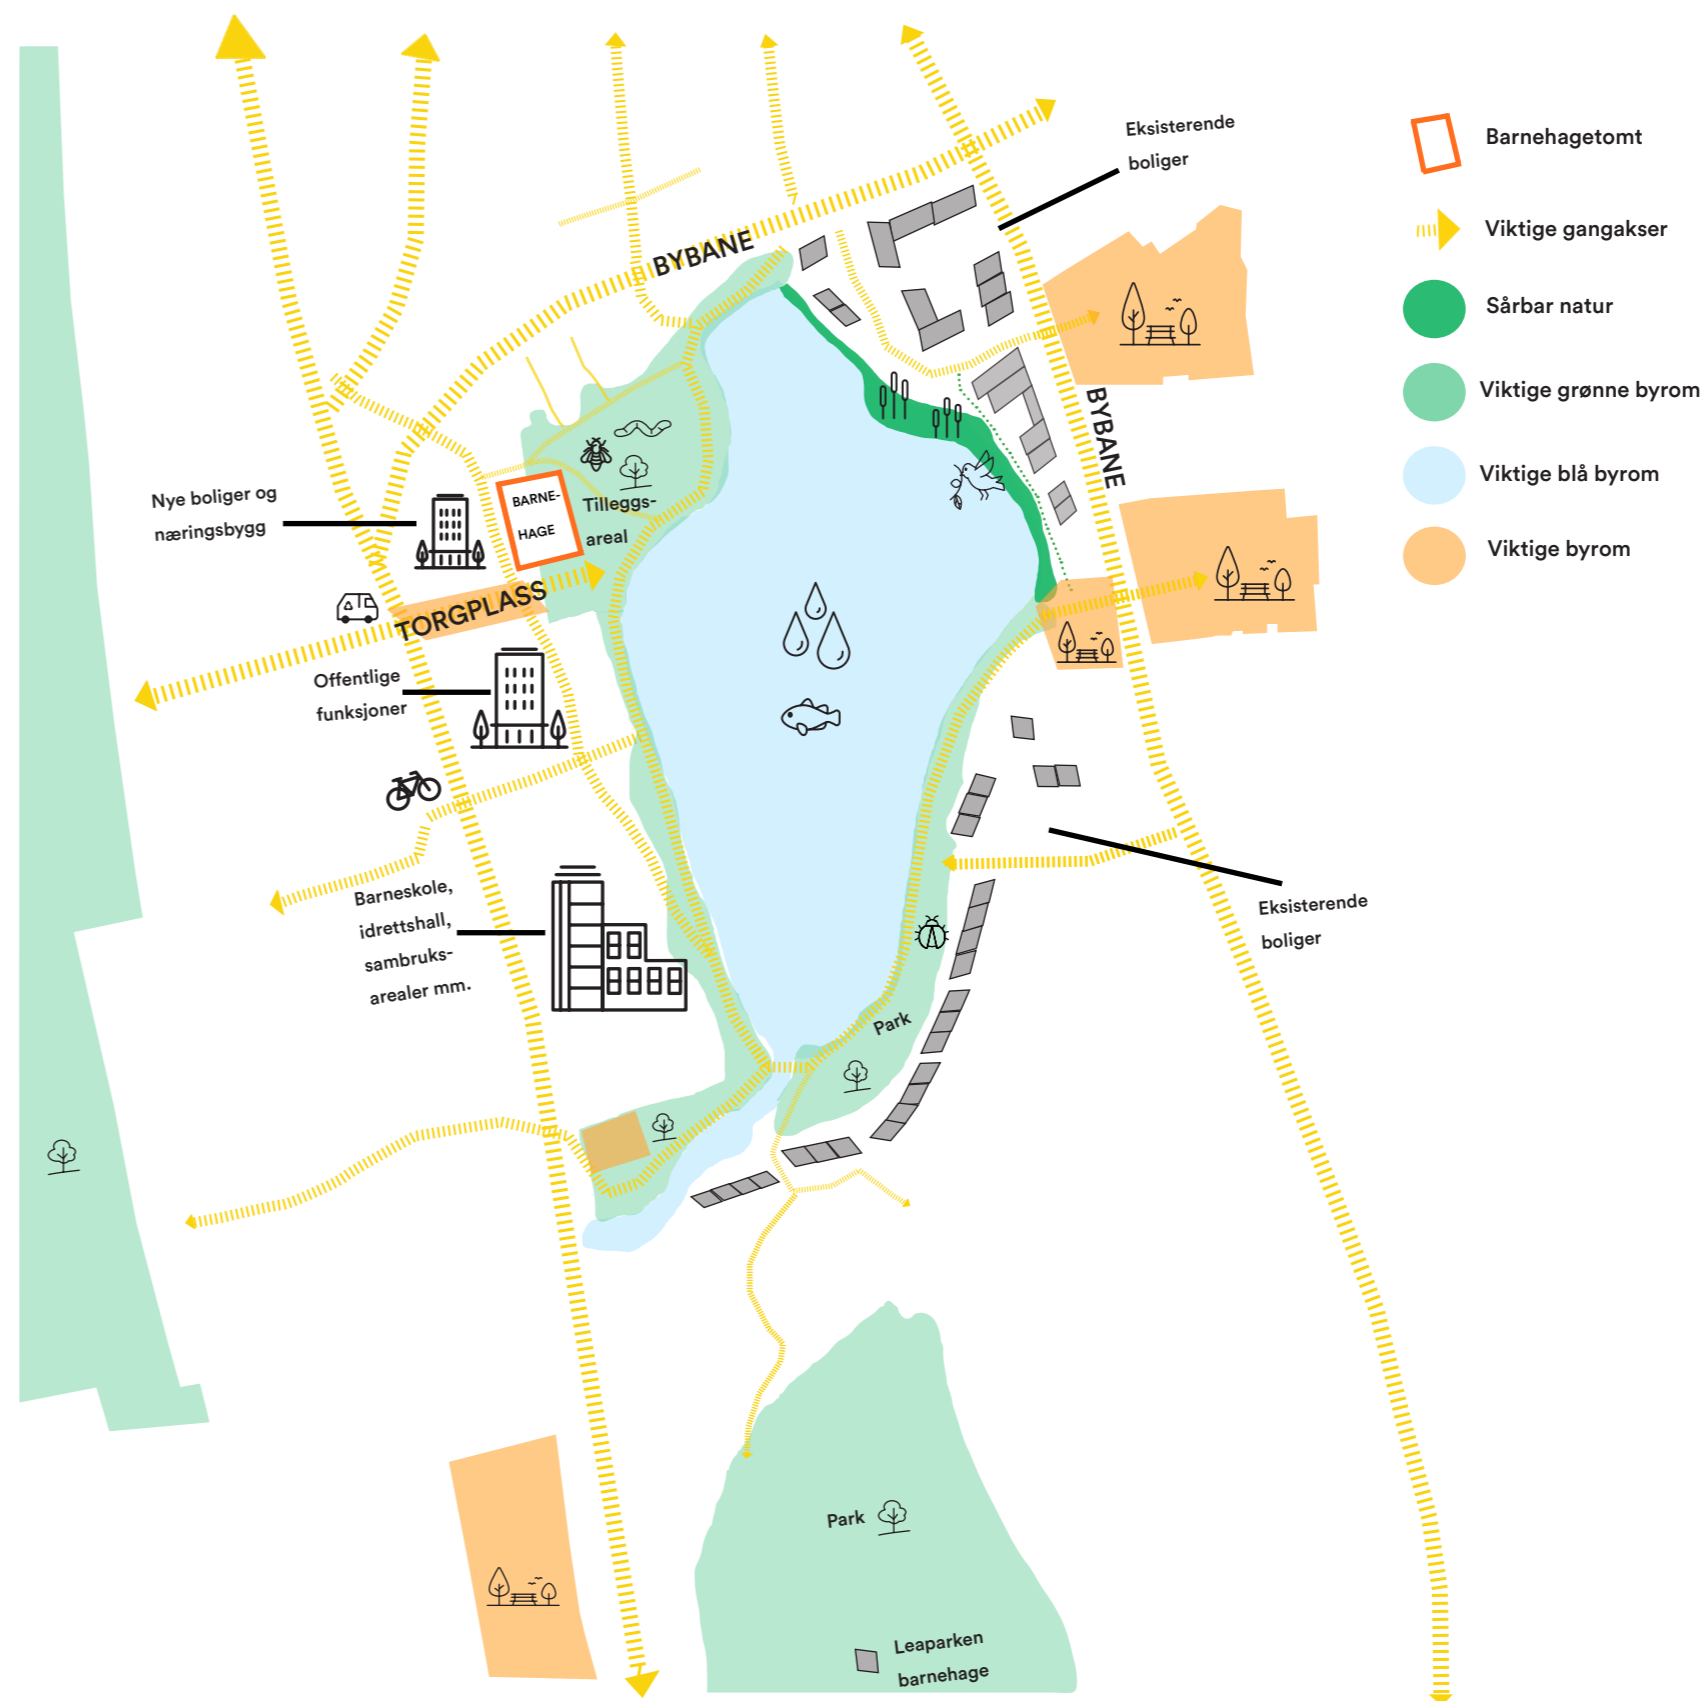 Eksisterende
boliger
BYBANE
BYBANE
Nye boliger og
næringsbygg
BARNE-
HAGE
Tilleggs-
areal
TORGPLASS
Offentlige
funksjoner
Barneskole,
idrettshall,
sambruks-
arealer mm.
Eksisterende
boliger
Park
Park
Leaparken
barnehage
Barnehagetomt
Viktige gangakser
Sårbar natur
Viktige grønne byrom
Viktige blå byrom
Viktige byrom